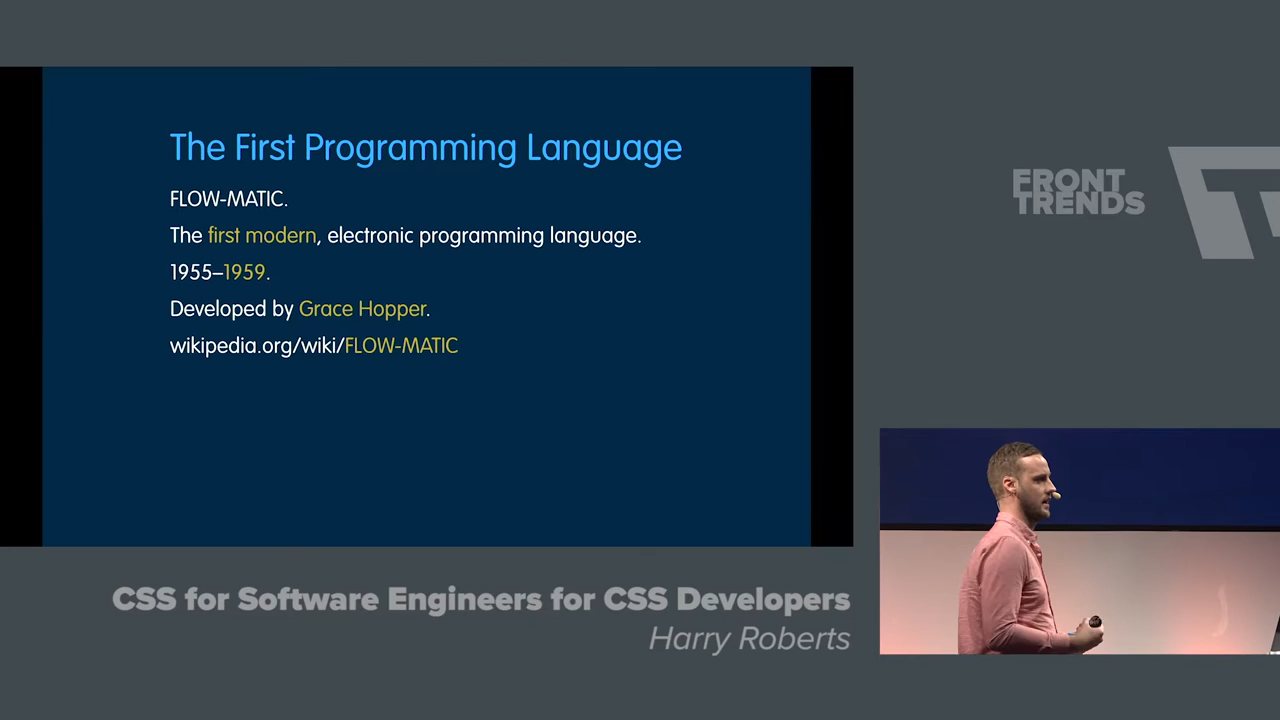 The First Programming Language
FLOW-MATIC.
The first modern, electronic programming language.
1955–1959.
Developed by Grace Hopper.
wikipedia.org/wiki/FLOW-MATIC
FRONT
TRENDS
CSS for Software Engineers for CSS Developers
Harry Roberts